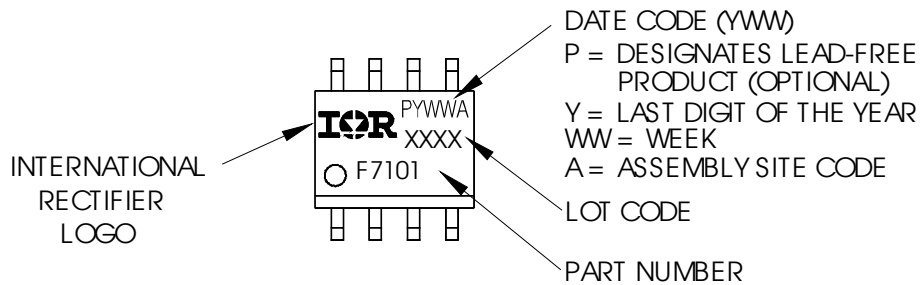 DATE CODE (YWW)
P = DESIGNATES LEAD-FREE
PRODUCT (OPTIONAL)
Y = LAST DIGIT OF THE YEAR
WW = WEEK
A = ASSEMBLY SITE CODE
LOT CODE
PART NUMBER
INTERNATIONAL
RECTIFIER
LOGO
IOR
PYWWA
XXXX
F7101